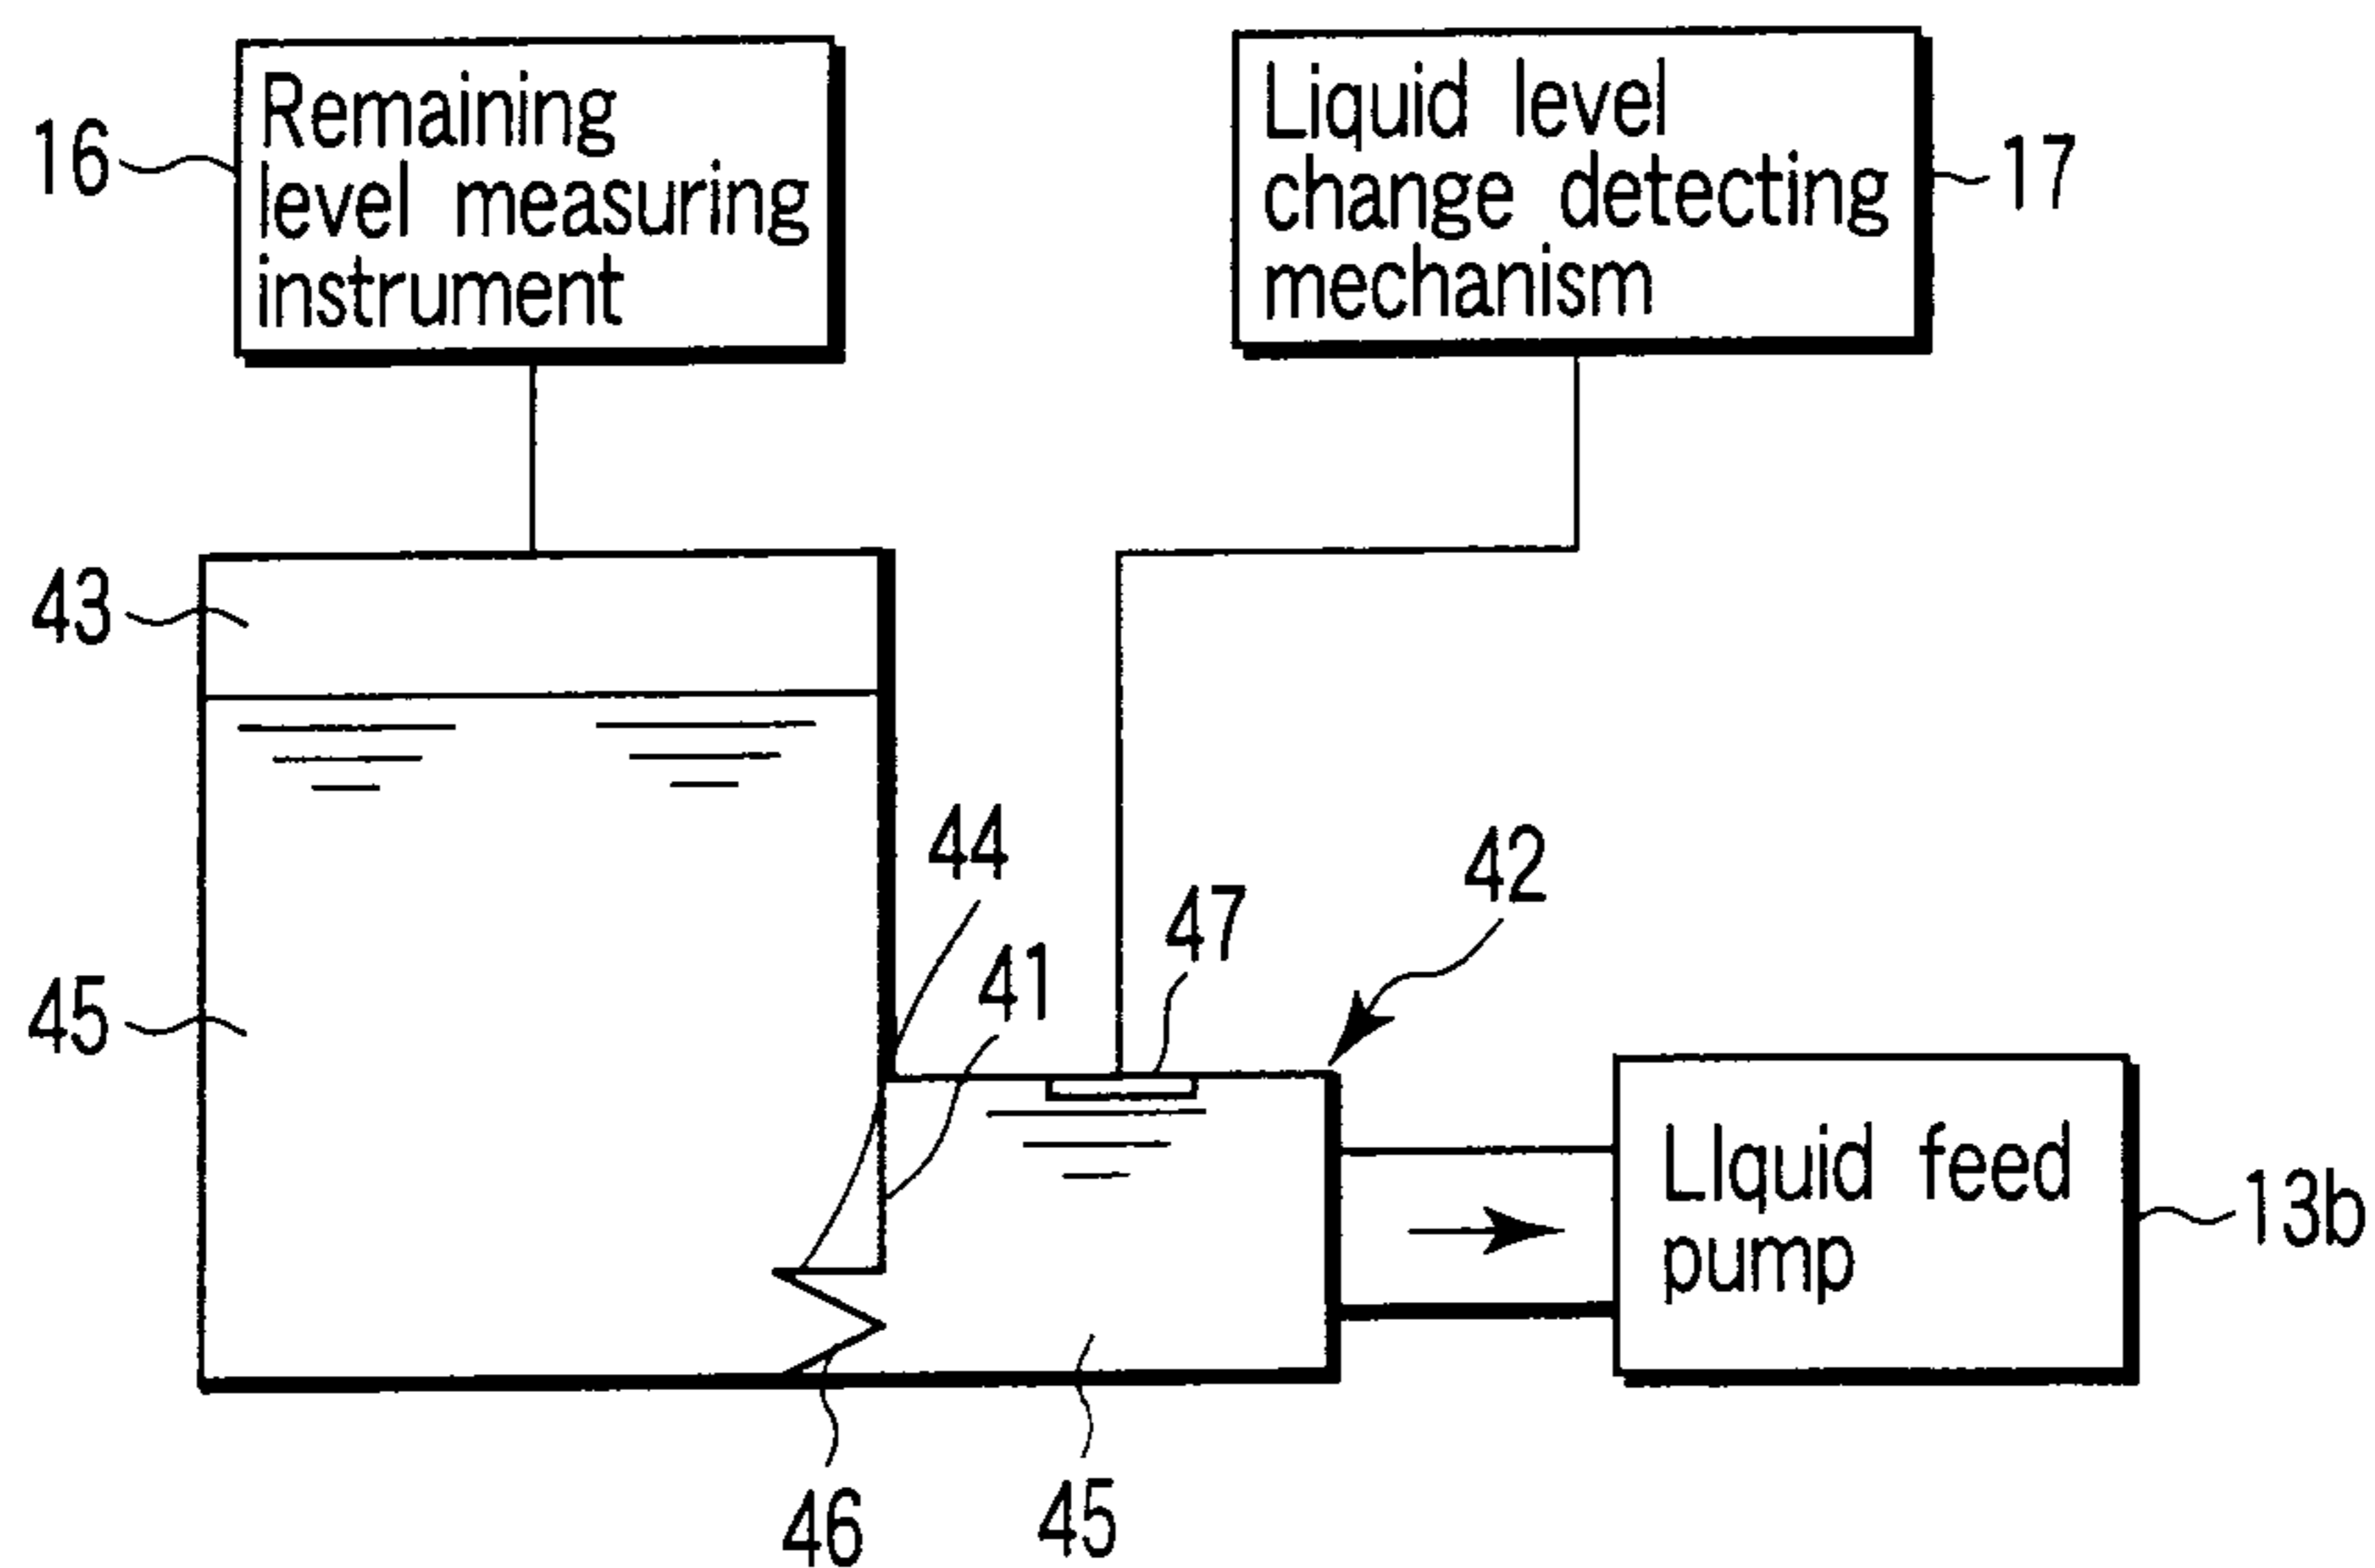 Remaining
level measuring
instrument
16
Liquid level
change detecting
mechanism
17
43
45
44
41
47
42
LIquid feed
pump
13b
46
45